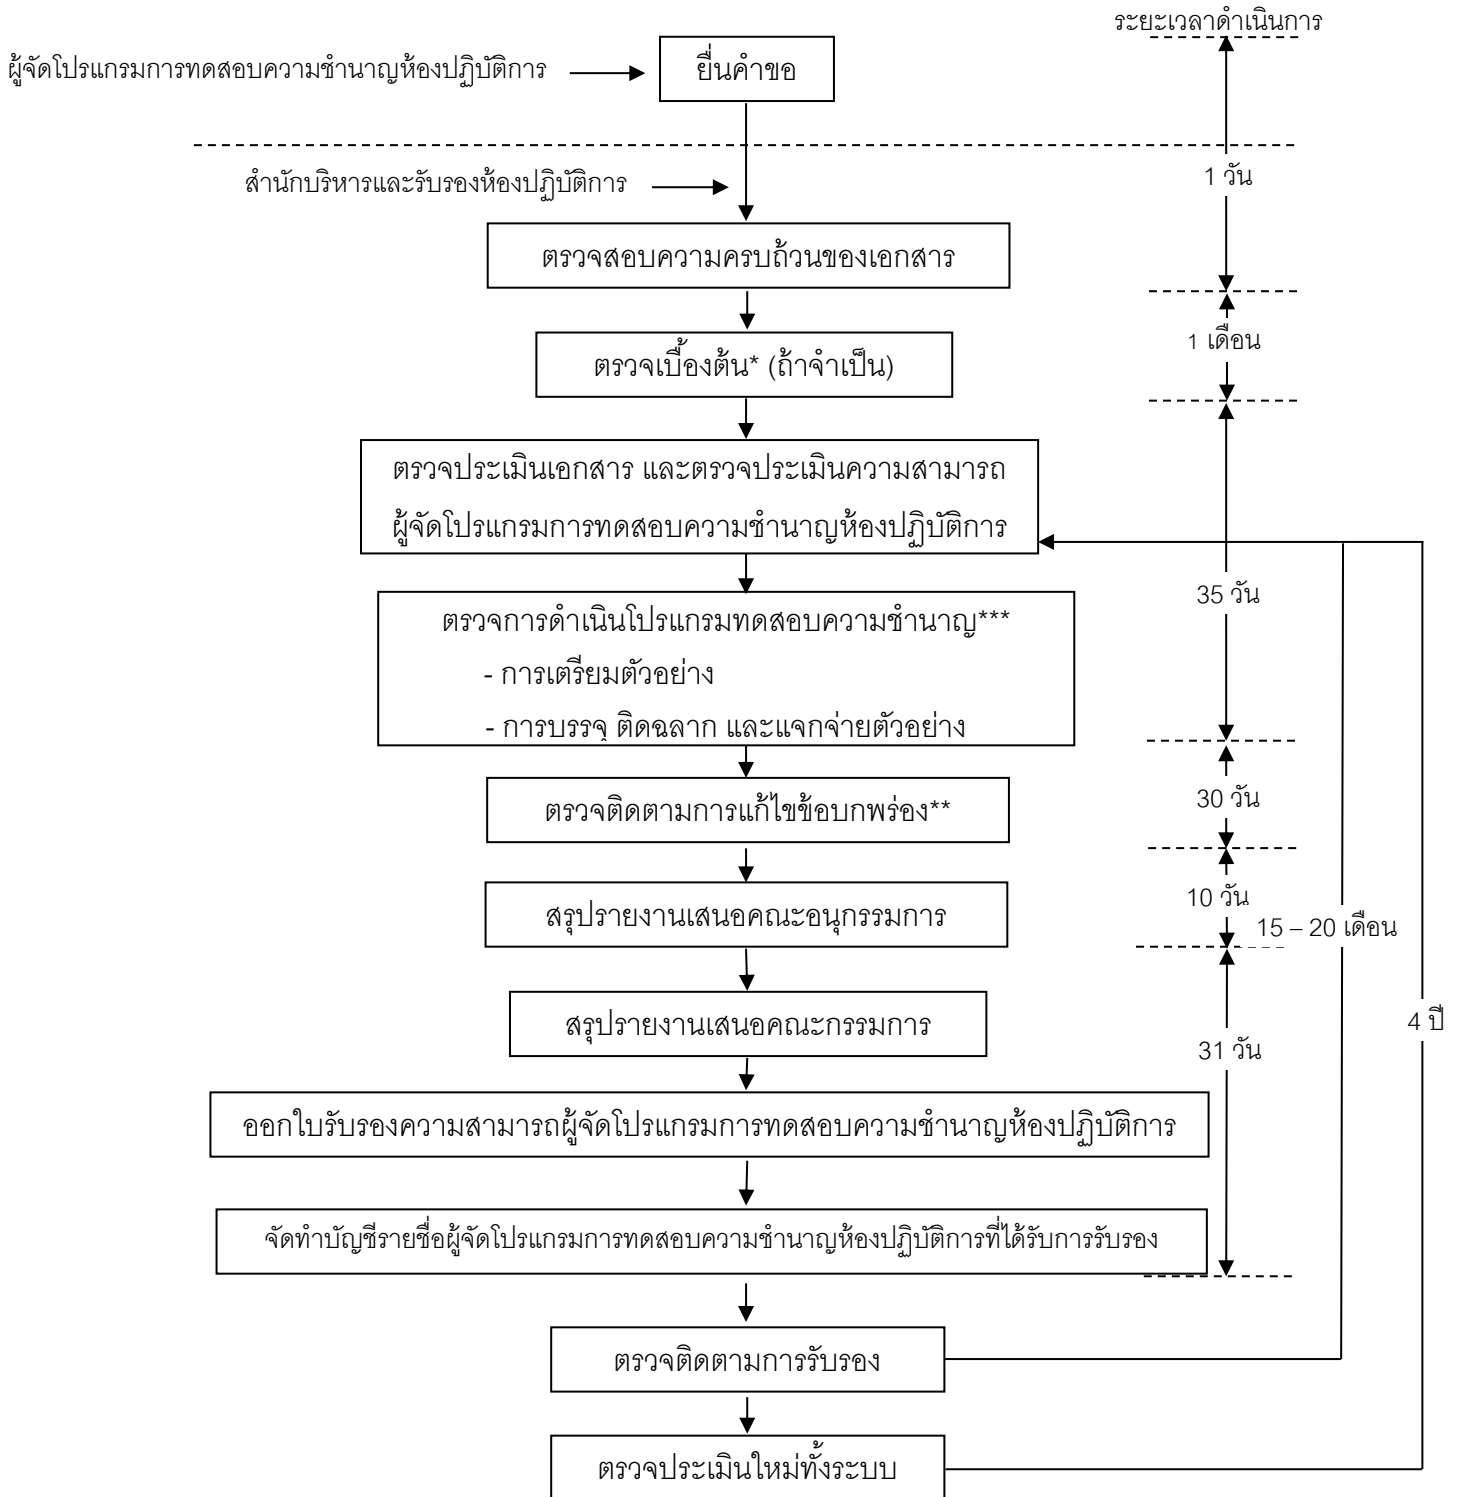 ระยะเวลาดำเนินการ
ผู้จัดโปรแกรมการทดสอบความชำนาญห้องปฏิบัติการ
ยื่นคำขอ
สำนักบริหารและรับรองห้องปฏิบัติการ
1 วัน
ตรวจสอบความครบถ้วนของเอกสาร
ตรวจเบื้องต้น* (ถ้าจำเป็น)
1 เดือน
ตรวจประเมินเอกสาร และตรวจประเมินความสามารถ
ผู้จัดโปรแกรมการทดสอบความชำนาญห้องปฏิบัติการ
35 วัน
ตรวจการดำเนินโปรแกรมทดสอบความชำนาญ***
- การเตรียมตัวอย่าง
- การบรรจุ ติดฉลาก และแจกจ่ายตัวอย่าง
ตรวจติดตามการแก้ไขข้อบกพร่อง**
30 วัน
สรุปรายงานเสนอคณะอนุกรรมการ
10 วัน
15 – 20 เดือน
สรุปรายงานเสนอคณะกรรมการ
4 ปี
31 วัน
ออกใบรับรองความสามารถผู้จัดโปรแกรมการทดสอบความชำนาญห้องปฏิบัติการ
จัดทำบัญชีรายชื่อผู้จัดโปรแกรมการทดสอบความชำนาญห้องปฏิบัติการที่ได้รับการรับรอง
ตรวจติดตามการรับรอง
ตรวจประเมินใหม่ทั้งระบบ